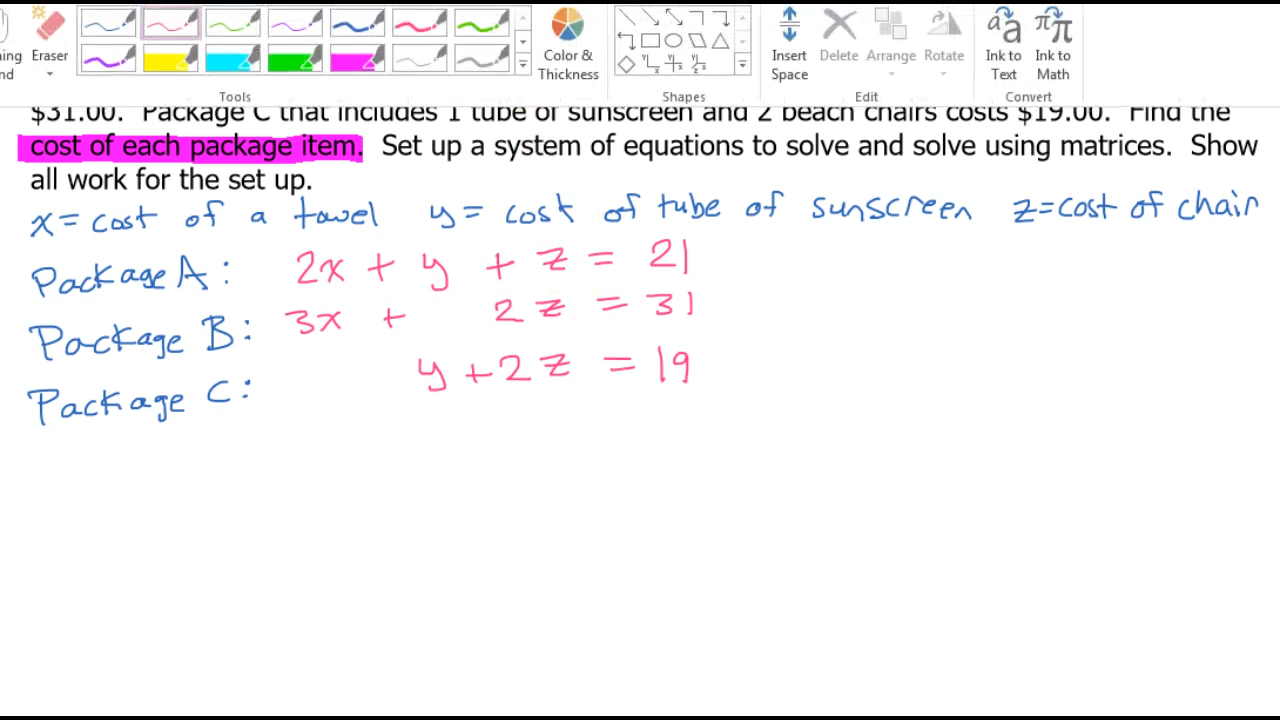 ning
nd
Eraser
Color &
Thickness
Insert
Space
Delete
Arrange
Rotate
Ink to
Text
Ink to
Math
Tools
Shapes
Edit
Convert
$31.00. Package C that includes 1 tube of sunscreen and 2 beach chairs costs $19.00. Find the
cost of each package item. Set up a system of equations to solve and solve using matrices. Show
all work for the set up.
x = cost of a towel y = cost of tube of sunscreen z = cost of chair
Package A: 2x + y + z = 21
Package B: 3x + 2z = 31
Package C: y + 2z = 19